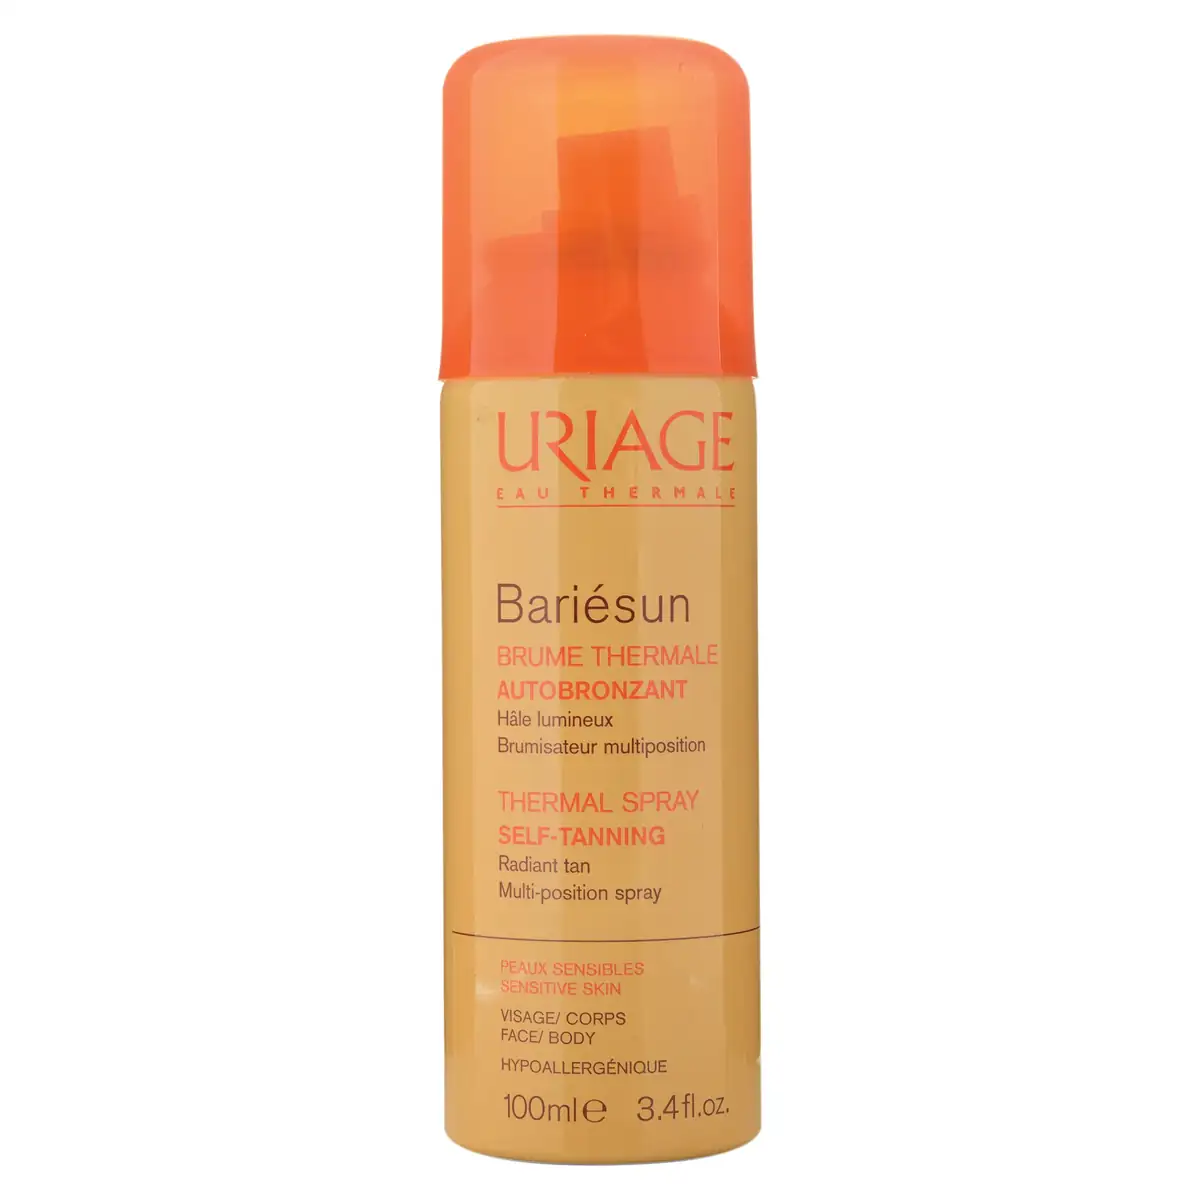 URIAGE
EAU THERMALE
Bariésun
BRUME THERMALE
AUTOBRONZANT
Hâle lumineux
Brumisateur multiposition
THERMAL SPRAY
SELF-TANNING
Radiant tan
Multi-position spray
PEAUX SENSIBLES
SENSITIVE SKIN
VISAGE/ CORPS
FACE/ BODY
HYPOALLERGÉNIQUE
100ml℮ 3.4fl.oz.